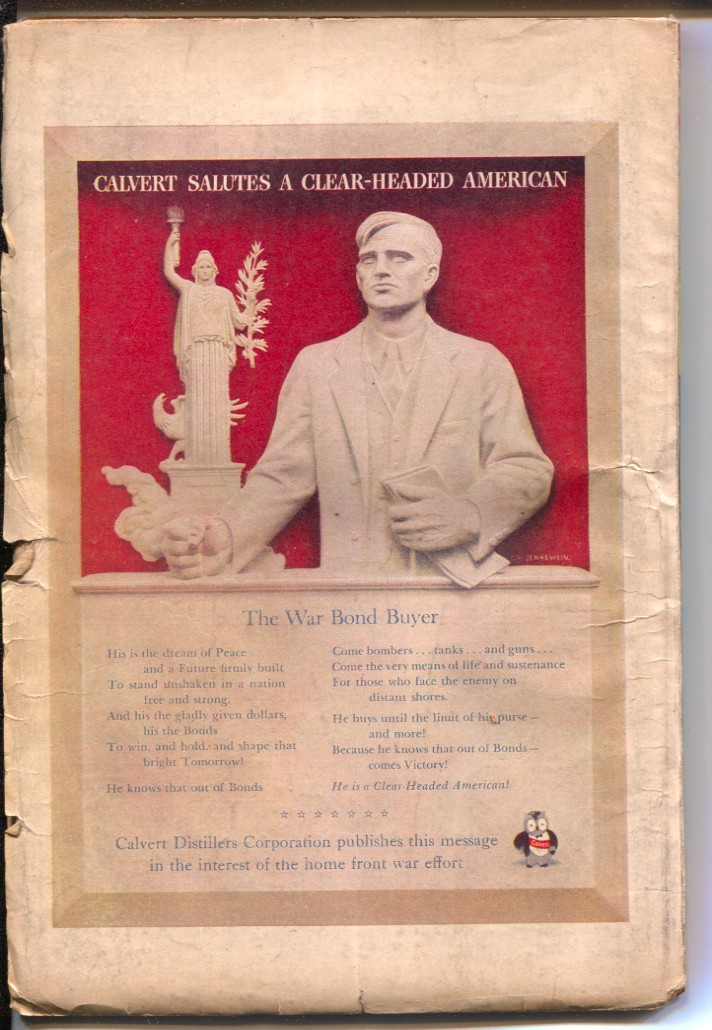 CALVERT SALUTES A CLEAR-HEADED AMERICAN
JENNEWEIN
The War Bond Buyer
His is the dream of Peace
and a Future firmly built
To stand unshaken in a nation
free and strong.
And his the gladly given dollars,
his the Bonds
To win, and hold, and shape that
bright Tomorrow!
He knows that out of Bonds
Come bombers . . . tanks . . . and guns . . .
Come the very means of life and sustenance
For those who face the enemy on
distant shores.
He buys until the limit of his purse —
and more!
Because he knows that out of Bonds—
comes Victory!
He is a Clear-Headed American!
☆ ☆ ☆ ☆ ☆ ☆ ☆
Calvert Distillers Corporation publishes this message
in the interest of the home front war effort
Calvert